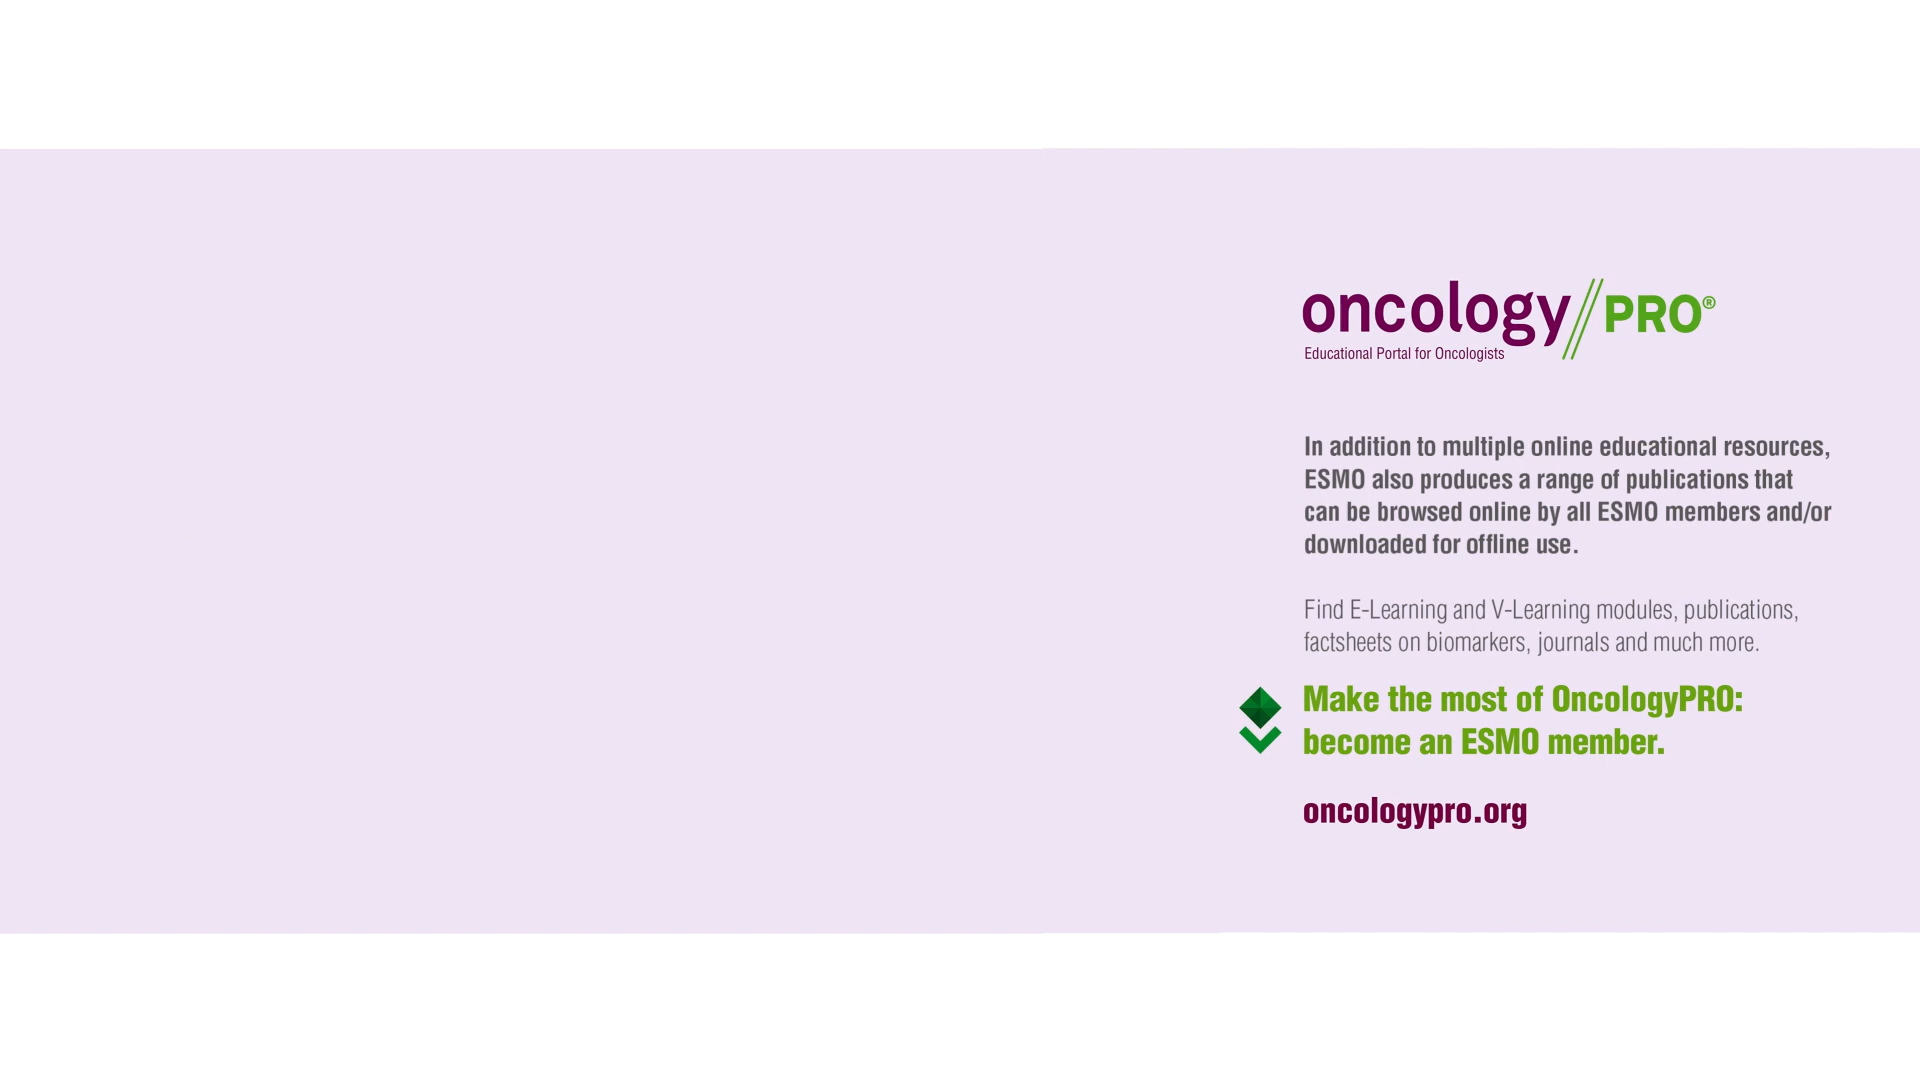 oncology//PRO®
Educational Portal for Oncologists
In addition to multiple online educational resources,
ESMO also produces a range of publications that
can be browsed online by all ESMO members and/or
downloaded for offline use.
Find E-Learning and V-Learning modules, publications,
factsheets on biomarkers, journals and much more.
Make the most of OncologyPRO:
become an ESMO member.
oncologypro.org